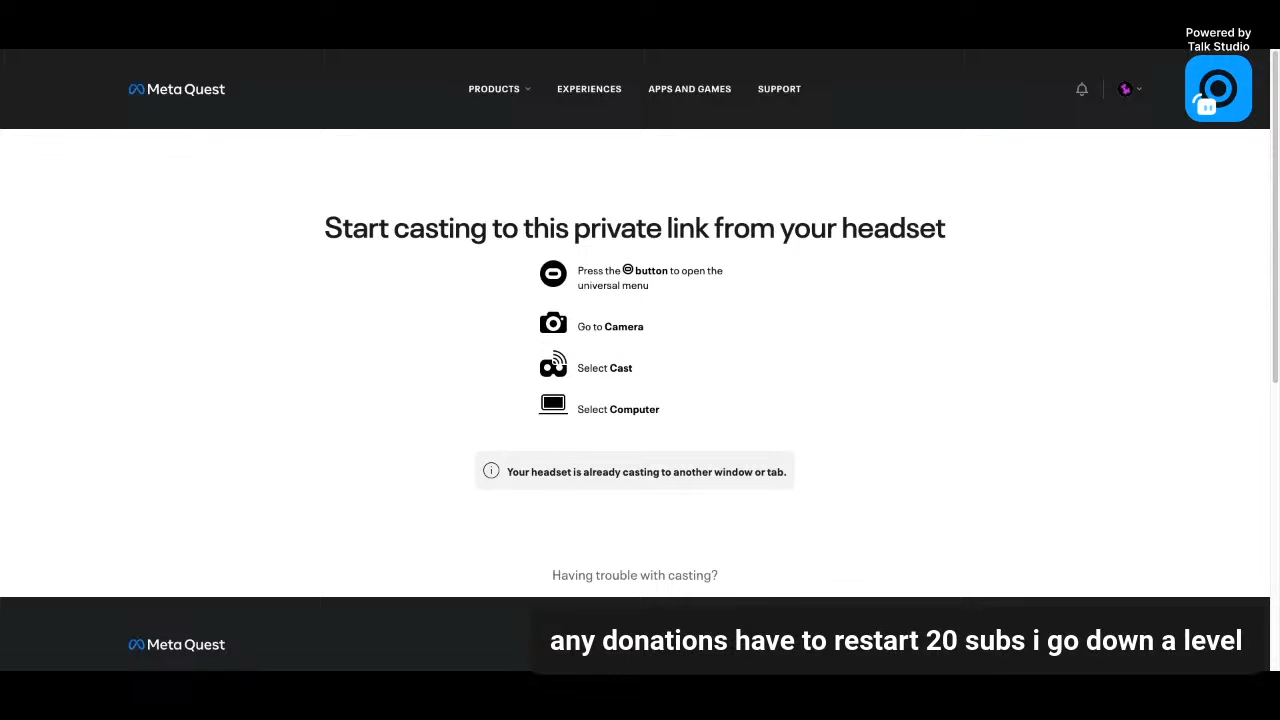 Powered by
Talk Studio
Meta Quest
PRODUCTS
EXPERIENCES
APPS AND GAMES
SUPPORT
Start casting to this private link from your headset
Press the button to open the
universal menu
Go to Camera
Select Cast
Select Computer
Your headset is already casting to another window or tab.
Having trouble with casting?
Meta Quest
any donations have to restart 20 subs i go down a level